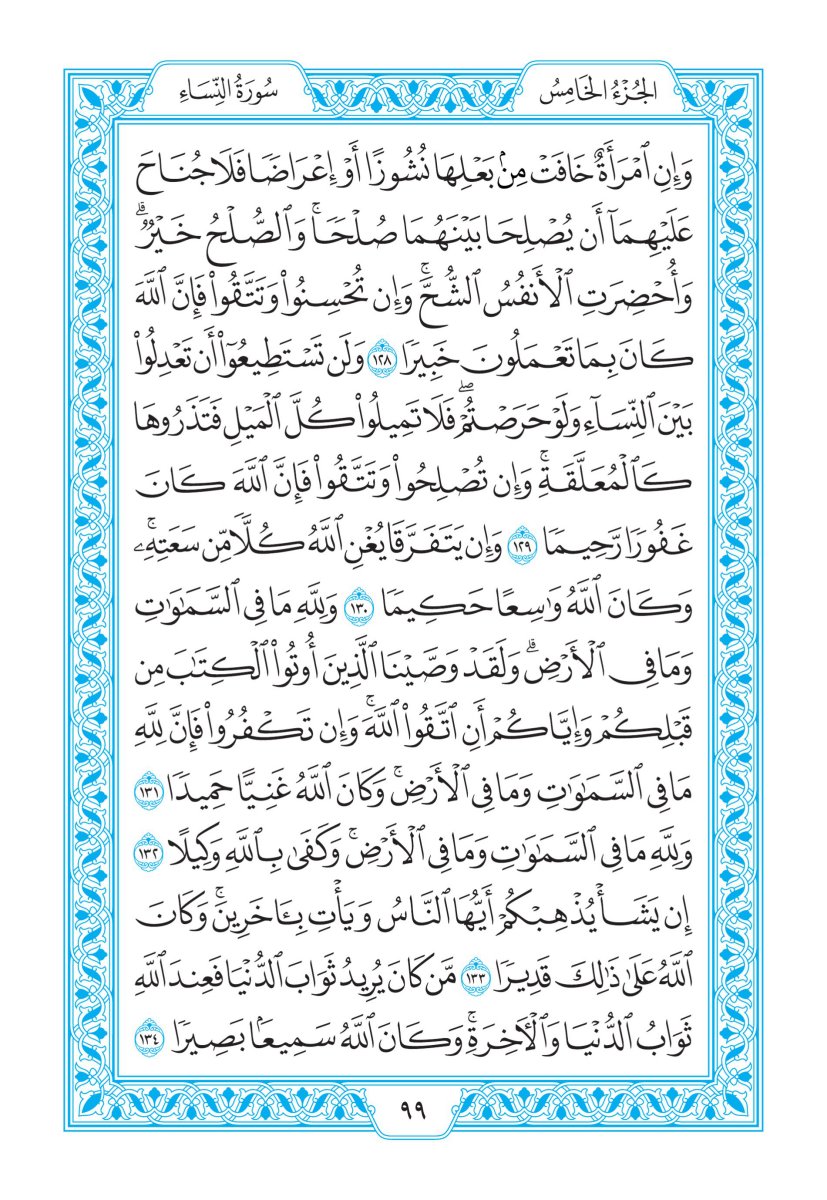 الجُزْءُ الخَامِسُ
سُورَةُ النِّسَاءِ
وَإِنِ ٱمۡرَأَةٌ خَافَتۡ مِنۢ بَعۡلِهَا نُشُوزًا أَوۡ إِعۡرَاضٗا فَلَا جُنَاحَ
عَلَيۡهِمَآ أَن يُصۡلِحَا بَيۡنَهُمَا صُلۡحٗاۚ وَٱلصُّلۡحُ خَيۡرٞۗ
وَأُحۡضِرَتِ ٱلۡأَنفُسُ ٱلشُّحَّۚ وَإِن تُحۡسِنُواْ وَتَتَّقُواْ فَإِنَّ ٱللَّهَ
كَانَ بِمَا تَعۡمَلُونَ خَبِيرٗا ١٢٨ وَلَن تَسۡتَطِيعُوٓاْ أَن تَعۡدِلُواْ
بَيۡنَ ٱلنِّسَآءِ وَلَوۡ حَرَصۡتُمۡۖ فَلَا تَمِيلُواْ كُلَّ ٱلۡمَيۡلِ فَتَذَرُوهَا
كَٱلۡمُعَلَّقَةِۚ وَإِن تُصۡلِحُواْ وَتَتَّقُواْ فَإِنَّ ٱللَّهَ كَانَ
غَفُورٗا رَّحِيمٗا ١٢٩ وَإِن يَتَفَرَّقَا يُغۡنِ ٱللَّهُ كُلّٗا مِّن سَعَتِهِۦۚ
وَكَانَ ٱللَّهُ وَٰسِعًا حَكِيمٗا ١٣٠ وَلِلَّهِ مَا فِي ٱلسَّمَٰوَٰتِ
وَمَا فِي ٱلۡأَرۡضِۗ وَلَقَدۡ وَصَّيۡنَا ٱلَّذِينَ أُوتُواْ ٱلۡكِتَٰبَ مِن
قَبۡلِكُمۡ وَإِيَّاكُمۡ أَنِ ٱتَّقُواْ ٱللَّهَۚ وَإِن تَكۡفُرُواْ فَإِنَّ لِلَّهِ
مَا فِي ٱلسَّمَٰوَٰتِ وَمَا فِي ٱلۡأَرۡضِۚ وَكَانَ ٱللَّهُ غَنِيًّا حَمِيدٗا ١٣١
وَلِلَّهِ مَا فِي ٱلسَّمَٰوَٰتِ وَمَا فِي ٱلۡأَرۡضِۚ وَكَفَىٰ بِٱللَّهِ وَكِيلًا ١٣٢
إِن يَشَأۡ يُذۡهِبۡكُمۡ أَيُّهَا ٱلنَّاسُ وَيَأۡتِ بِـَٔاخَرِينَۚ وَكَانَ
ٱللَّهُ عَلَىٰ ذَٰلِكَ قَدِيرٗا ١٣٣ مَّن كَانَ يُرِيدُ ثَوَابَ ٱلدُّنۡيَا فَعِندَ ٱللَّهِ
ثَوَابُ ٱلدُّنۡيَا وَٱلۡأٓخِرَةِۚ وَكَانَ ٱللَّهُ سَمِيعَۢا بَصِيرٗا ١٣٤
٩٩